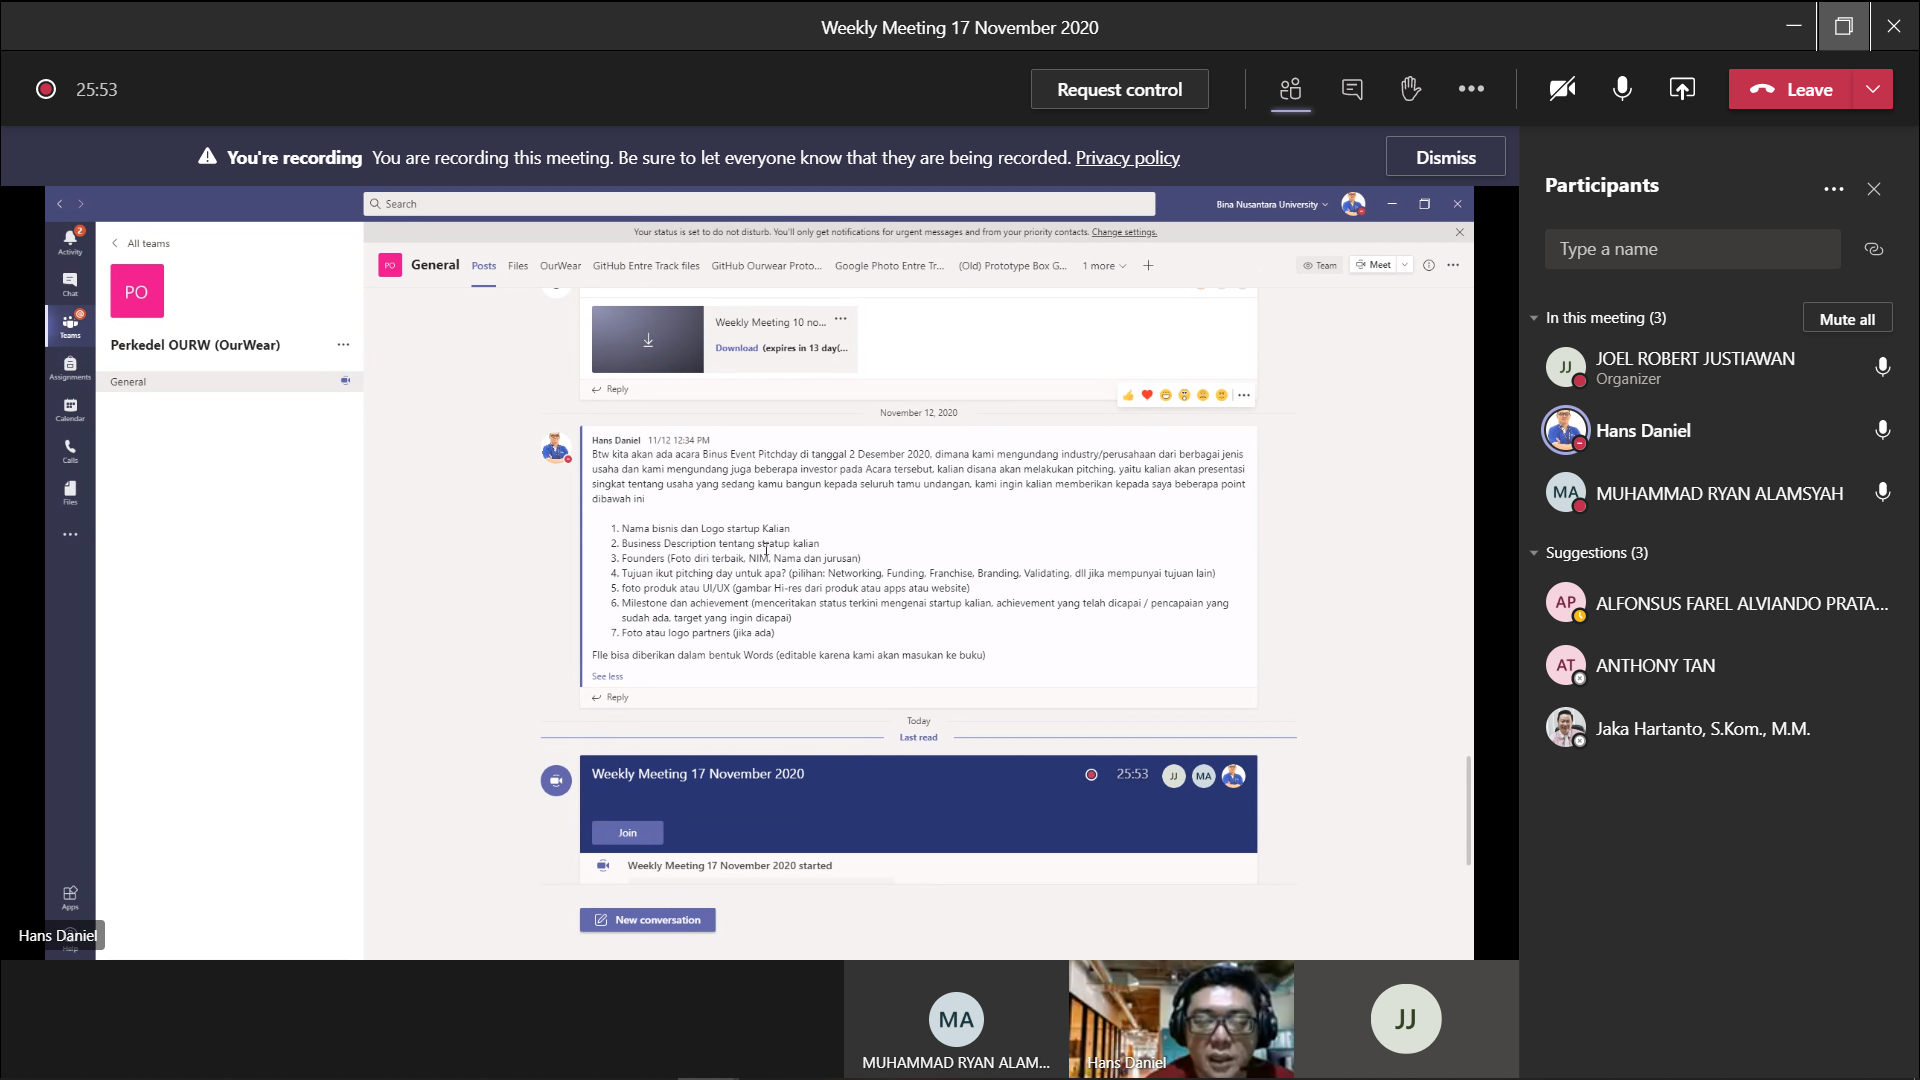 Weekly Meeting 17 November 2020
25:53
Request control
Leave
You're recording You are recording this meeting. Be sure to let everyone know that they are being recorded. Privacy policy
Dismiss
Search
Bina Nusantara University
Your status is set to do not disturb. You'll only get notifications for urgent messages and from your priority contacts. Change settings.
2
Activity
Chat
Teams
Assignments
Calendar
Calls
Files
Apps
Help
All teams
PO
Perkedel OURW (OurWear)
General
PO
General
Posts
Files
OurWear
GitHub Entre Track files
GitHub Ourwear Proto...
Google Photo Entre Tr...
(Old) Prototype Box G...
1 more
Team
Meet
Weekly Meeting 10 no...
Download (expires in 13 day(...
Reply
November 12, 2020
Hans Daniel 11/12 12:34 PM
Btw kita akan ada acara Binus Event Pitchday di tanggal 2 Desember 2020, dimana kami mengundang industry/perusahaan dari berbagai jenis
usaha dan kami mengundang juga beberapa investor pada Acara tersebut, kalian disana akan melakukan pitching, yaitu kalian akan presentasi
singkat tentang usaha yang sedang kamu bangun kepada seluruh tamu undangan, kami ingin kalian memberikan kepada saya beberapa point
dibawah ini
1. Nama bisnis dan Logo startup Kalian
2. Business Description tentang stratup kalian
3. Founders (Foto diri terbaik, NIM, Nama dan jurusan)
4. Tujuan ikut pitching day untuk apa? (pilihan: Networking, Funding, Franchise, Branding, Validating, dll jika mempunyai tujuan lain)
5. foto produk atau UI/UX (gambar Hi-res dari produk atau apps atau website)
6. Milestone dan achievement (menceritakan status terkini mengenai startup kalian, achievement yang telah dicapai / pencapaian yang
sudah ada, target yang ingin dicapai)
7. Foto atau logo partners (jika ada)
FIle bisa diberikan dalam bentuk Words (editable karena kami akan masukan ke buku)
See less
Reply
Today
Last read
Weekly Meeting 17 November 2020
25:53
JJ
MA
Join
Weekly Meeting 17 November 2020 started
New conversation
Hans Daniel
Participants
Type a name
In this meeting (3)
Mute all
JJ
JOEL ROBERT JUSTIAWAN
Organizer
Hans Daniel
MA
MUHAMMAD RYAN ALAMSYAH
Suggestions (3)
AP
ALFONSUS FAREL ALVIANDO PRATA...
AT
ANTHONY TAN
Jaka Hartanto, S.Kom., M.M.
MA
MUHAMMAD RYAN ALAM...
Hans Daniel
JJ